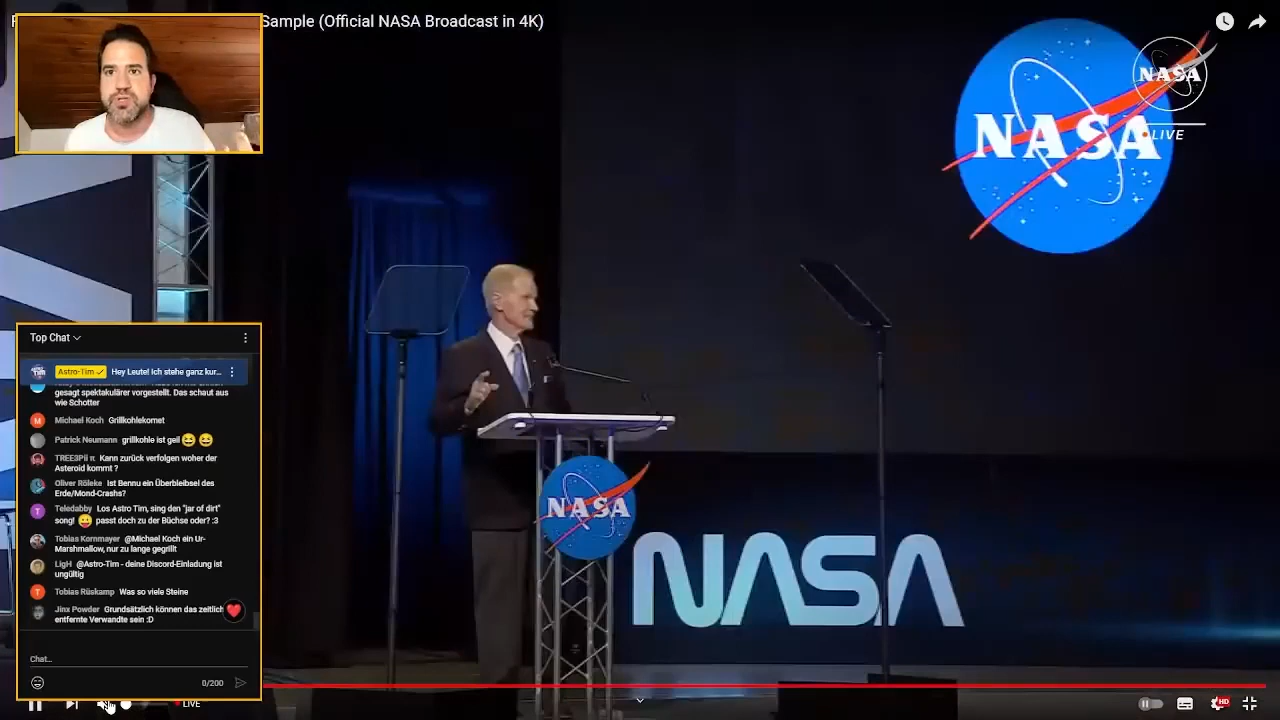 Sample (Official NASA Broadcast in 4K)
NASA
NASA
LIVE
Top Chat
Astro-Tim
Hey Leute! Ich stehe ganz kur...
gesagt spektakulärer vorgestellt. Das schaut aus
wie Schotter
Michael Koch Grillkohlekomet
Patrick Neumann grillkohle ist geil 😆 😆
TREE3Pii π Kann zurück verfolgen woher der
Asteroid kommt ?
Oliver Röleke Ist Bennu ein Überbleibsel des
Erde/Mond-Crashs?
Teledabby Los Astro Tim, sing den "jar of dirt"
song! 😜 passt doch zu der Büchse oder? :3
Tobias Kornmayer @Michael Koch ein Ur-
Marshmallow, nur zu lange gegrillt
LigH @Astro-Tim - deine Discord-Einladung ist
ungültig
Tobias Rüskamp Was so viele Steine
Jinx Powder Grundsätzlich können das zeitlich
entfernte Verwandte sein :D
Chat...
0/200
NASA
NASA
LIVE
HD